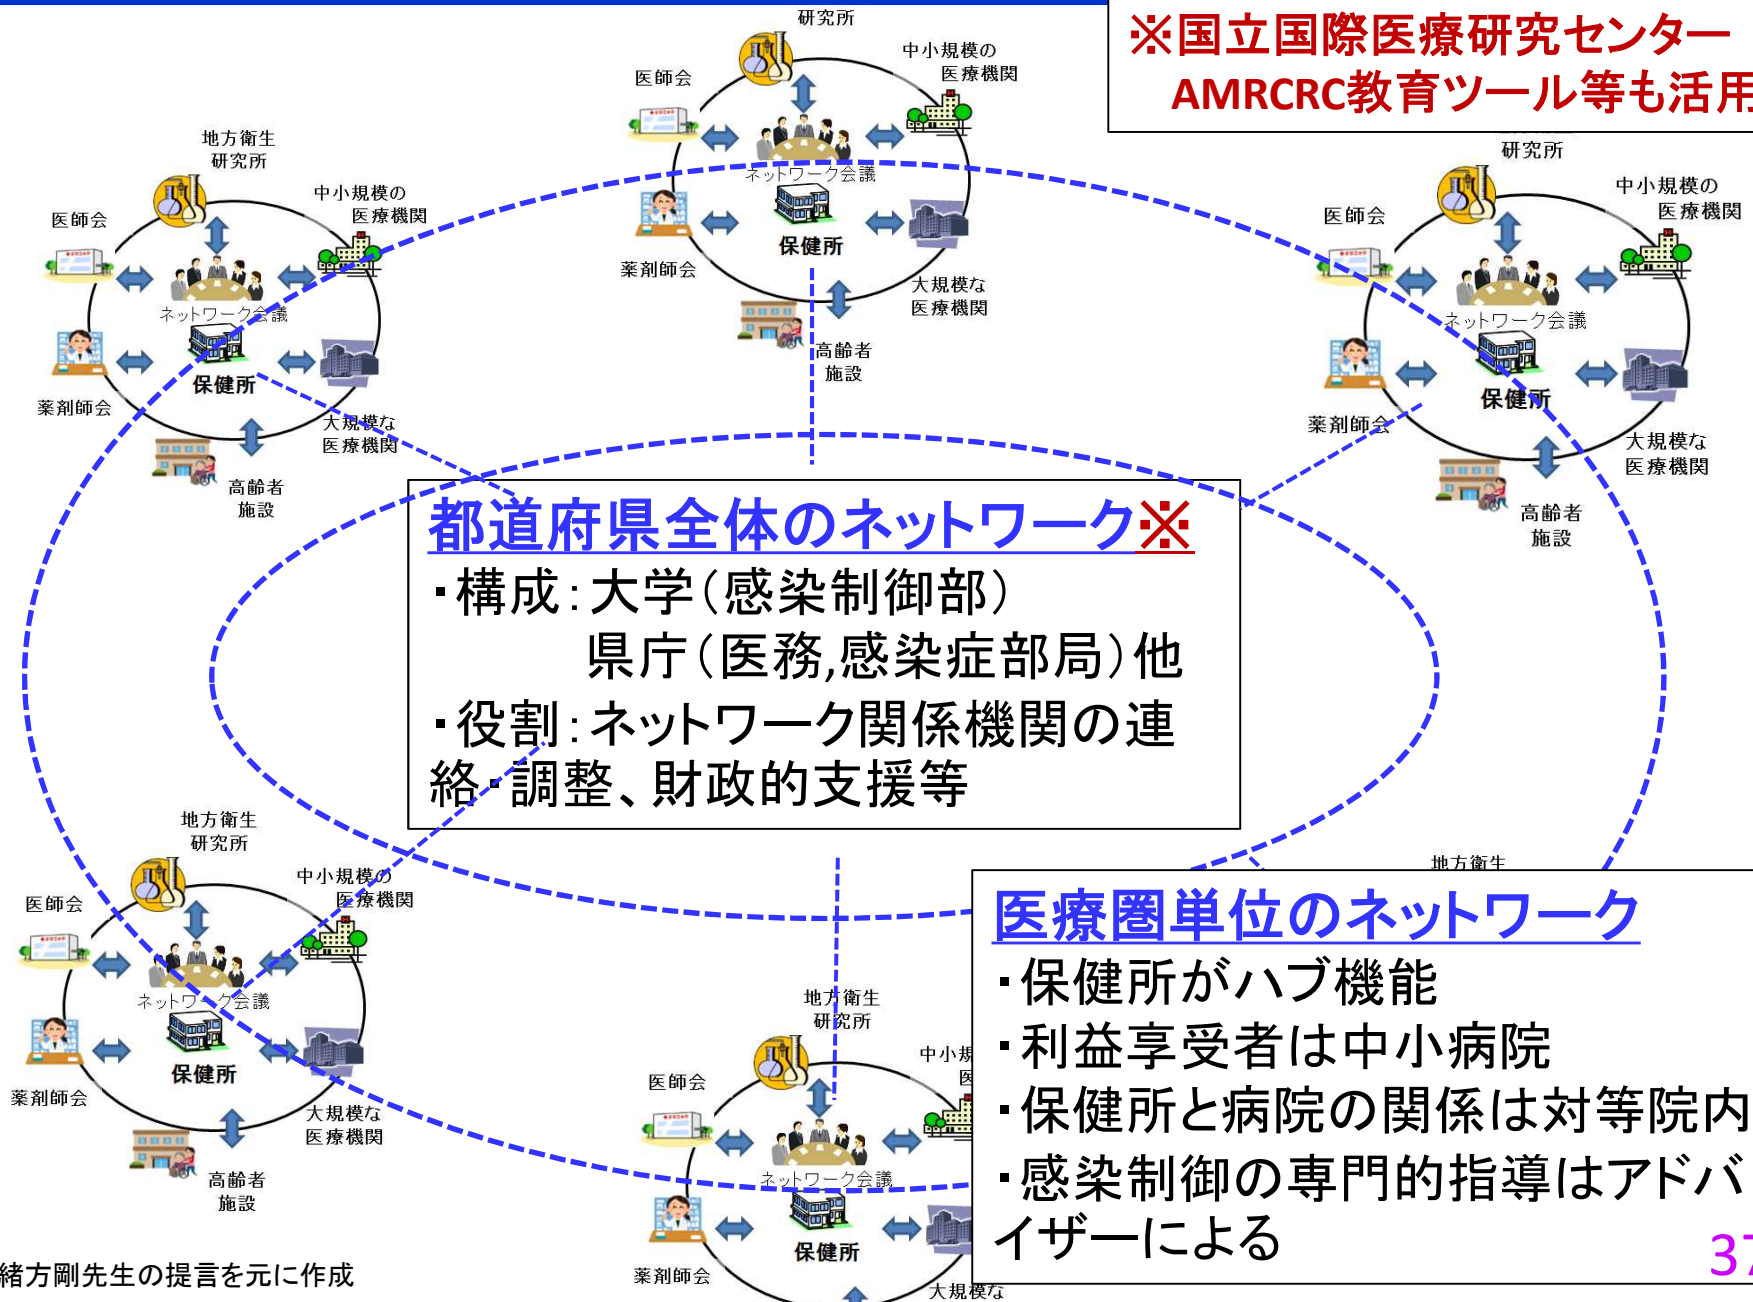 ※国立国際医療研究センター
AMRCRC教育ツール等も活用
研究所
中小規模の
医療機関
医師会
ネットワーク会議
保健所
薬剤師会
大規模な
医療機関
高齢者
施設
地方衛生
研究所
中小規模の
医療機関
医師会
ネットワーク会議
保健所
薬剤師会
大規模な
医療機関
高齢者
施設
研究所
中小規模の
医療機関
医師会
ネットワーク会議
保健所
薬剤師会
大規模な
医療機関
高齢者
施設
都道府県全体のネットワーク※
・構成:大学(感染制御部)
県庁(医務,感染症部局)他
・役割:ネットワーク関係機関の連
絡・調整、財政的支援等
地方衛生
研究所
中小規模の
医療機関
医師会
ネットワーク会議
保健所
薬剤師会
大規模な
医療機関
高齢者
施設
地方衛生
研究所
中小規
医
医師会
ネットワーク会議
保健所
薬剤師会
大規模な
地方衛生
医療圏単位のネットワーク
・保健所がハブ機能
・利益享受者は中小病院
・保健所と病院の関係は対等院内
・感染制御の専門的指導はアドバ
イザーによる
緒方剛先生の提言を元に作成
37